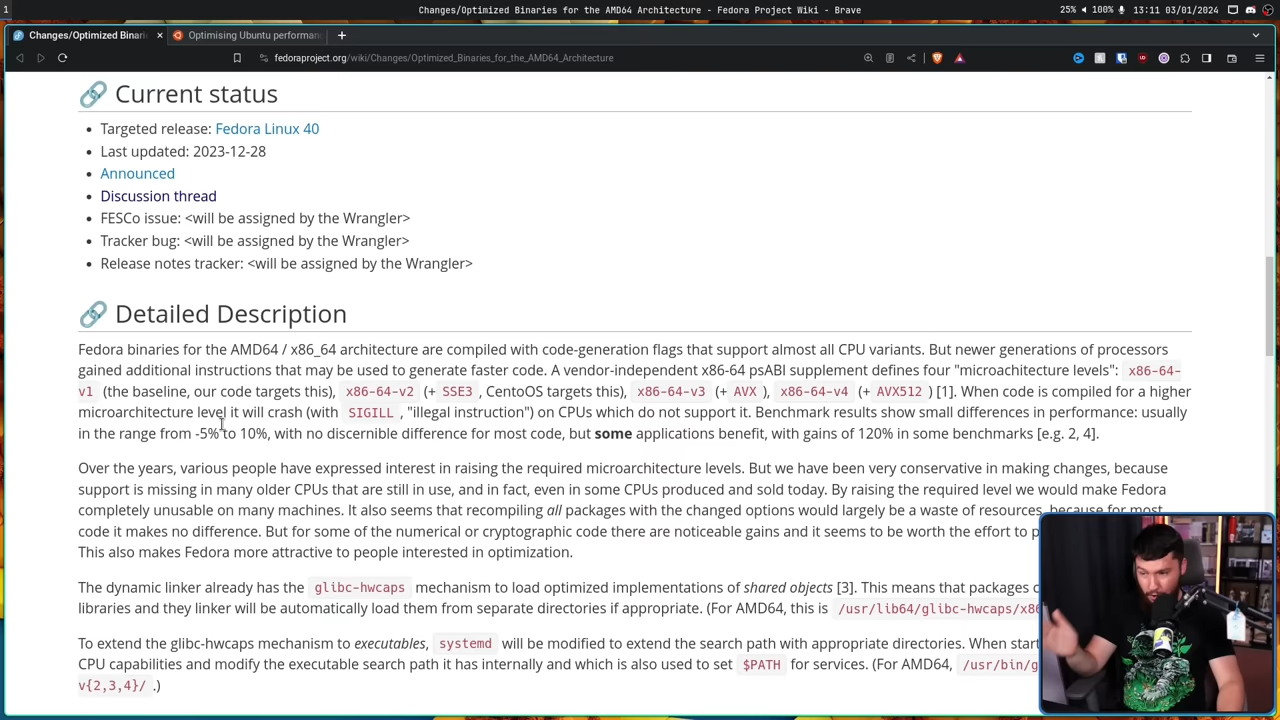 1
Changes/Optimized Binaries for the AMD64 Architecture - Fedora Project Wiki - Brave
25%
100%
13:11 03/01/2024
Changes/Optimized Binari
Optimising Ubuntu performan
fedoraproject.org/wiki/Changes/Optimized_Binaries_for_the_AMD64_Architecture
Current status
Targeted release: Fedora Linux 40
Last updated: 2023-12-28
Announced
Discussion thread
FESCo issue: <will be assigned by the Wrangler>
Tracker bug: <will be assigned by the Wrangler>
Release notes tracker: <will be assigned by the Wrangler>
Detailed Description
Fedora binaries for the AMD64 / x86_64 architecture are compiled with code-generation flags that support almost all CPU variants. But newer generations of processors
gained additional instructions that may be used to generate faster code. A vendor-independent x86-64 psABI supplement defines four "microachitecture levels": x86-64-
v1 (the baseline, our code targets this), x86-64-v2 (+ SSE3, CentoOS targets this), x86-64-v3 (+ AVX ), x86-64-v4 (+ AVX512 ) [1]. When code is compiled for a higher
microarchitecture level it will crash (with SIGILL , "illegal instruction") on CPUs which do not support it. Benchmark results show small differences in performance: usually
in the range from -5% to 10%, with no discernible difference for most code, but some applications benefit, with gains of 120% in some benchmarks [e.g. 2, 4].
Over the years, various people have expressed interest in raising the required microarchitecture levels. But we have been very conservative in making changes, because
support is missing in many older CPUs that are still in use, and in fact, even in some CPUs produced and sold today. By raising the required level we would make Fedora
completely unusable on many machines. It also seems that recompiling all packages with the changed options would largely be a waste of resources, because for most
code it makes no difference. But for some of the numerical or cryptographic code there are noticeable gains and it seems to be worth the effort to
This also makes Fedora more attractive to people interested in optimization.
The dynamic linker already has the glibc-hwcaps mechanism to load optimized implementations of shared objects [3]. This means that packages
libraries and they linker will be automatically load them from separate directories if appropriate. (For AMD64, this is /usr/lib64/glibc-hwcaps/x86
To extend the glibc-hwcaps mechanism to executables, systemd will be modified to extend the search path with appropriate directories. When start
CPU capabilities and modify the executable search path it has internally and which is also used to set $PATH for services. (For AMD64, /usr/bin/g
v{2,3,4}/ .)